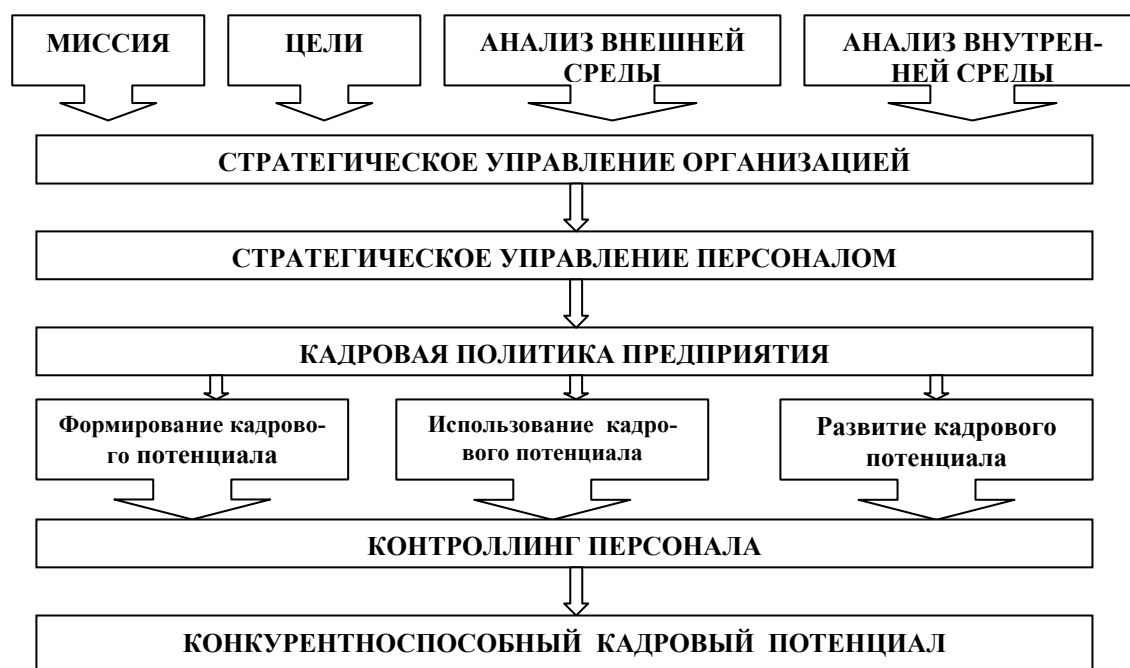 МИССИЯ
ЦЕЛИ
АНАЛИЗ ВНЕШНЕЙ
СРЕДЫ
АНАЛИЗ ВНУТРЕН-
НЕЙ СРЕДЫ
СТРАТЕГИЧЕСКОЕ УПРАВЛЕНИЕ ОРГАНИЗАЦИЕЙ
СТРАТЕГИЧЕСКОЕ УПРАВЛЕНИЕ ПЕРСОНАЛОМ
КАДРОВАЯ ПОЛИТИКА ПРЕДПРИЯТИЯ
Формирование кадрово-
го потенциала
Использование кадро-
вого потенциала
Развитие кадрового
потенциала
КОНТРОЛЛИНГ ПЕРСОНАЛА
КОНКУРЕНТНОСПОСОБНЫЙ КАДРОВЫЙ ПОТЕНЦИАЛ